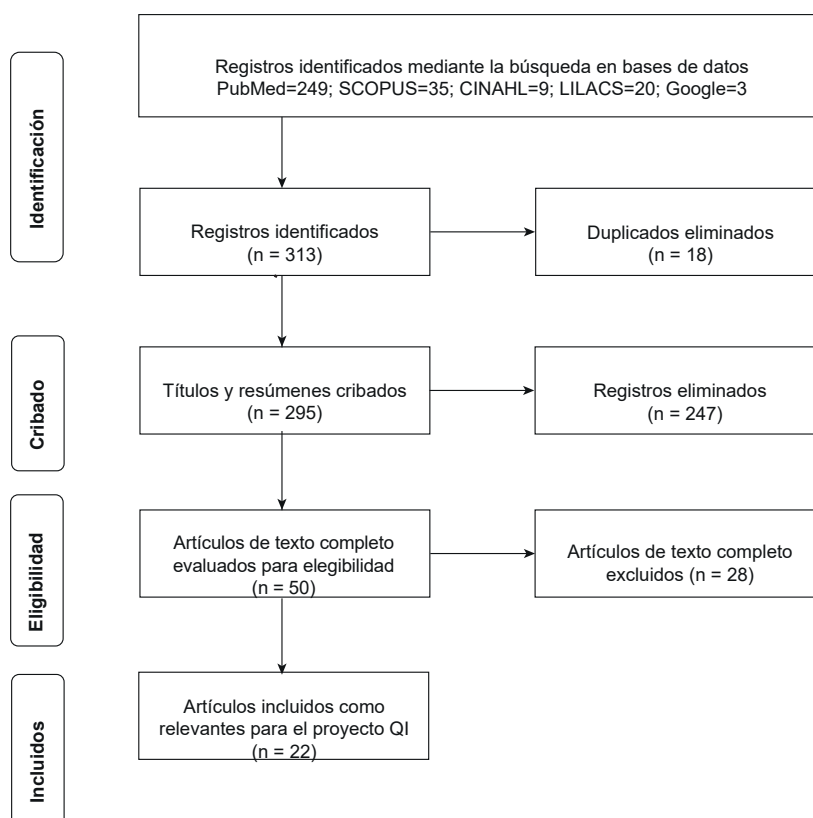 Identificación
Registros identificados mediante la búsqueda en bases de datos
PubMed=249; SCOPUS=35; CINAHL=9; LILACS=20; Google=3
Registros identificados
(n = 313)
Duplicados eliminados
(n = 18)
Cribado
Títulos y resúmenes cribados
(n = 295)
Registros eliminados
(n = 247)
Eligibilidad
Artículos de texto completo
evaluados para elegibilidad
(n = 50)
Artículos de texto completo
excluidos (n = 28)
Incluidos
Artículos incluidos como
relevantes para el proyecto QI
(n = 22)